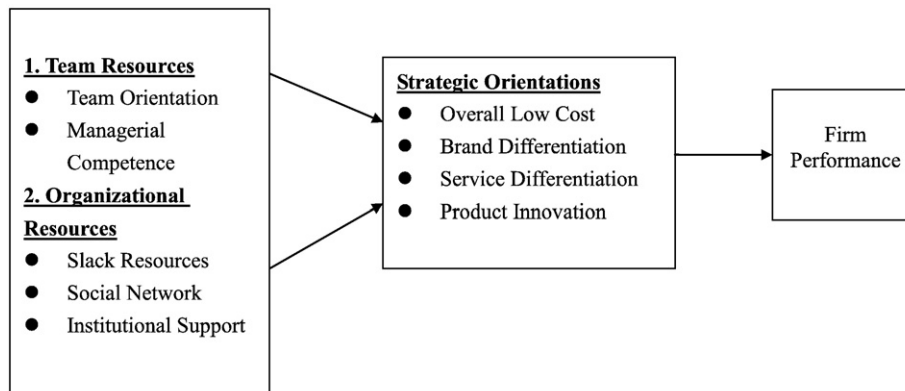 1. Team Resources
● Team Orientation
● Managerial
Competence
2. Organizational
Resources
● Slack Resources
● Social Network
● Institutional Support
Strategic Orientations
● Overall Low Cost
● Brand Differentiation
● Service Differentiation
● Product Innovation
Firm
Performance